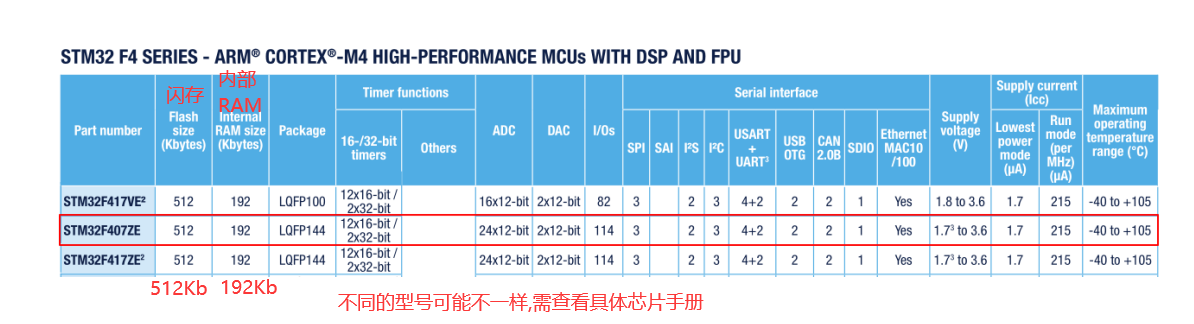 STM32 F4 SERIES - ARM® CORTEX®-M4 HIGH-PERFORMANCE MCUs WITH DSP AND FPU
闪存 内部
RAM
Part number Flash size (Kbytes) Internal RAM size (Kbytes) Package Timer functions 16-/32-bit timers Others ADC DAC I/Os Serial interface SPI SAI I²S I²C USART + UART³ USB OTG CAN 2.0B SDIO Ethernet MAC10 /100 Supply voltage (V) Supply current (Icc) Lowest power mode (µA) Run mode (per MHz) (µA) Maximum operating temperature range (°C)
STM32F417VE² 512 192 LQFP100 12x16-bit / 2x32-bit 16x12-bit 2x12-bit 82 3 2 3 4+2 2 2 1 Yes 1.8 to 3.6 1.7 215 -40 to +105
STM32F407ZE 512 192 LQFP144 12x16-bit / 2x32-bit 24x12-bit 2x12-bit 114 3 2 3 4+2 2 2 1 Yes 1.7³ to 3.6 1.7 215 -40 to +105
STM32F417ZE² 512 192 LQFP144 12x16-bit / 2x32-bit 24x12-bit 2x12-bit 114 3 2 3 4+2 2 2 1 Yes 1.7³ to 3.6 1.7 215 -40 to +105
512Kb 192Kb
不同的型号可能不一样,需查看具体芯片手册